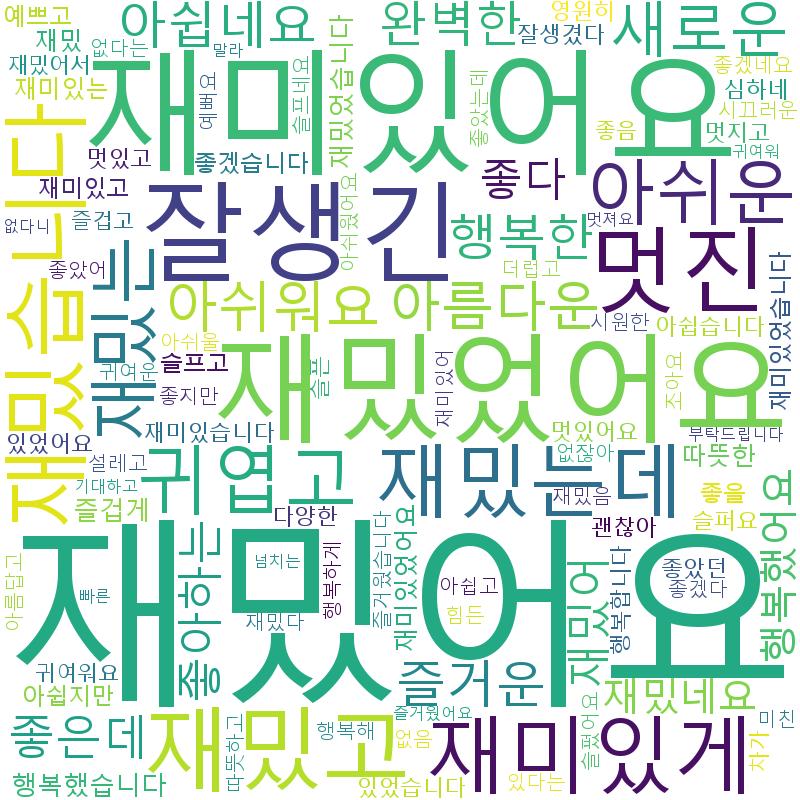 예쁘고
아쉽네요
완벽한
영원히
잘생겼다
새로운
재밌
없다는
말라
재밌어서
재미있는
재미있어요
예뻐요
슬프네요
재밌었습니다
좋았는데
좋음
좋겠네요
심하네
시끄러운
멋지고
귀여워
멋있고
좋겠습니다
재미있고
좋다
아쉬운
재밌습니다
없다니
즐겁고
잘생긴
아쉬웠어요
행복한
멋져요
멋진
좋았어
재밌는
더럽고
아쉬워요
아름다운
시원한
아쉽습니다
재미있었습니다
아쉬울
슬프고
귀여운
좋지만
슬픈
재밌었어요
재미있어
조아요
있었어요
재미있습니다
멋있어요
부탁드립니다
설레고
귀엽고
재밌는데
없잖아
따뜻한
기대하고
즐겁게
다양한
재밌음
좋을
괜찮아
슬퍼요
재밌어요
좋아하는
넘치는
행복하게
즐거웠습니다
재미있었어요
아쉽고
힘든
재밌어
행복합니다
좋았던
좋겠다
행복했어요
아름답고
빠른
재밌다
귀여워요
아쉽지만
즐거운
재밌네요
좋은데
재밌고
따뜻하고
행복해
즐거웠어요
없음
재미있게
슬펐어요
미친
차가
행복했습니다
있었습니다
있다는